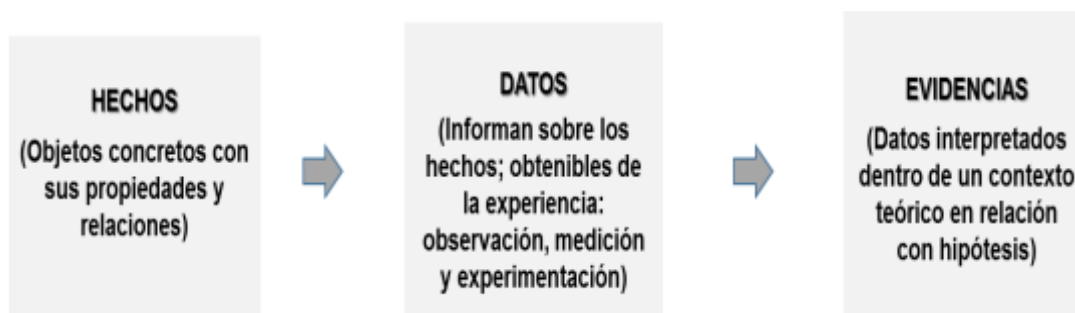 HECHOS
(Objetos concretos con
sus propiedades y
relaciones)
DATOS
(Informan sobre los
hechos; obtenibles de
la experiencia:
observación, medición
y experimentación)
EVIDENCIAS
(Datos interpretados
dentro de un contexto
teórico en relación
con hipótesis)